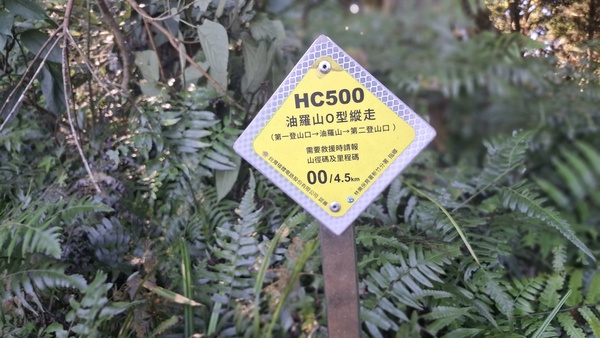 HC500
油羅山O型縱走
(第一登山口→油羅山→第二登山口)
需要救援時請報
山徑碼及里程碼
00/4.5km